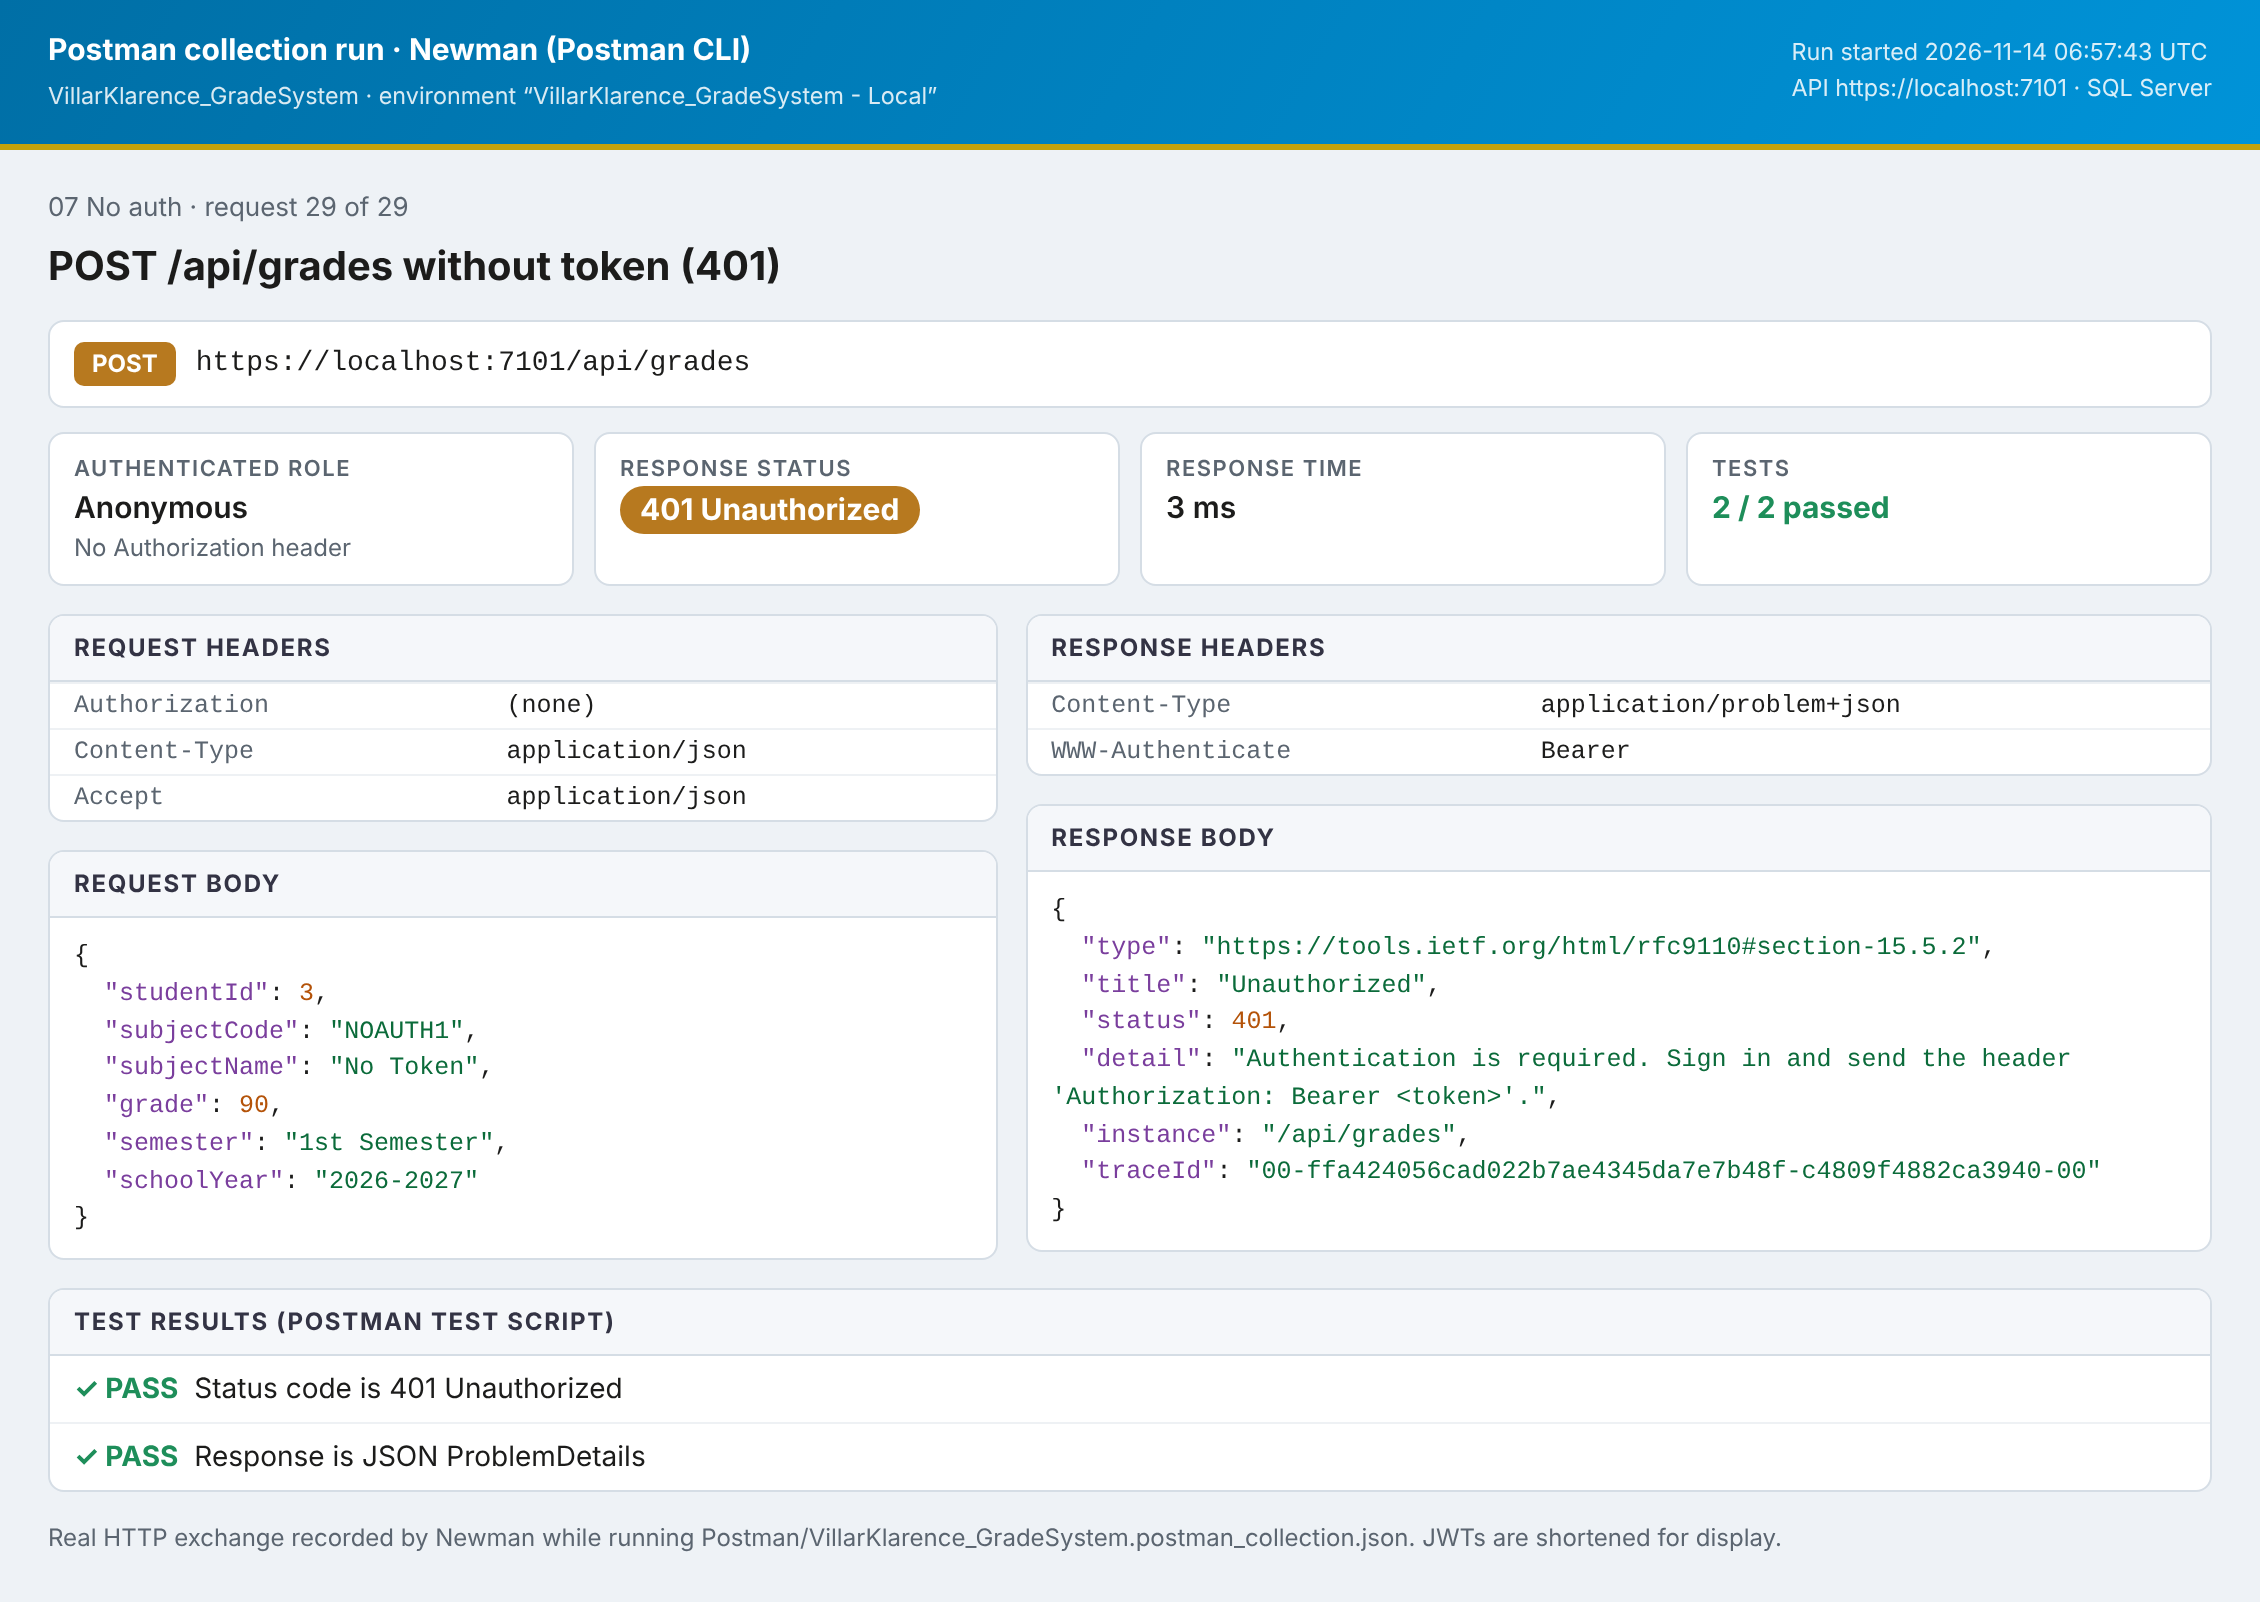 Postman collection run · Newman (Postman CLI)
VillarKlarence_GradeSystem · environment “VillarKlarence_GradeSystem - Local”
Run started 2026-11-14 06:57:43 UTC
API https://localhost:7101 · SQL Server
07 No auth · request 29 of 29
POST /api/grades without token (401)
POST https://localhost:7101/api/grades
AUTHENTICATED ROLE
Anonymous
No Authorization header
RESPONSE STATUS
401 Unauthorized
RESPONSE TIME
3 ms
TESTS
2 / 2 passed
REQUEST HEADERS
Authorization (none)
Content-Type application/json
Accept application/json
REQUEST BODY
{
  "studentId": 3,
  "subjectCode": "NOAUTH1",
  "subjectName": "No Token",
  "grade": 90,
  "semester": "1st Semester",
  "schoolYear": "2026-2027"
}
RESPONSE HEADERS
Content-Type application/problem+json
WWW-Authenticate Bearer
RESPONSE BODY
{
  "type": "https://tools.ietf.org/html/rfc9110#section-15.5.2",
  "title": "Unauthorized",
  "status": 401,
  "detail": "Authentication is required. Sign in and send the header
'Authorization: Bearer <token>'.",
  "instance": "/api/grades",
  "traceId": "00-ffa424056cad022b7ae4345da7e7b48f-c4809f4882ca3940-00"
}
TEST RESULTS (POSTMAN TEST SCRIPT)
✓ PASS Status code is 401 Unauthorized
✓ PASS Response is JSON ProblemDetails
Real HTTP exchange recorded by Newman while running Postman/VillarKlarence_GradeSystem.postman_collection.json. JWTs are shortened for display.